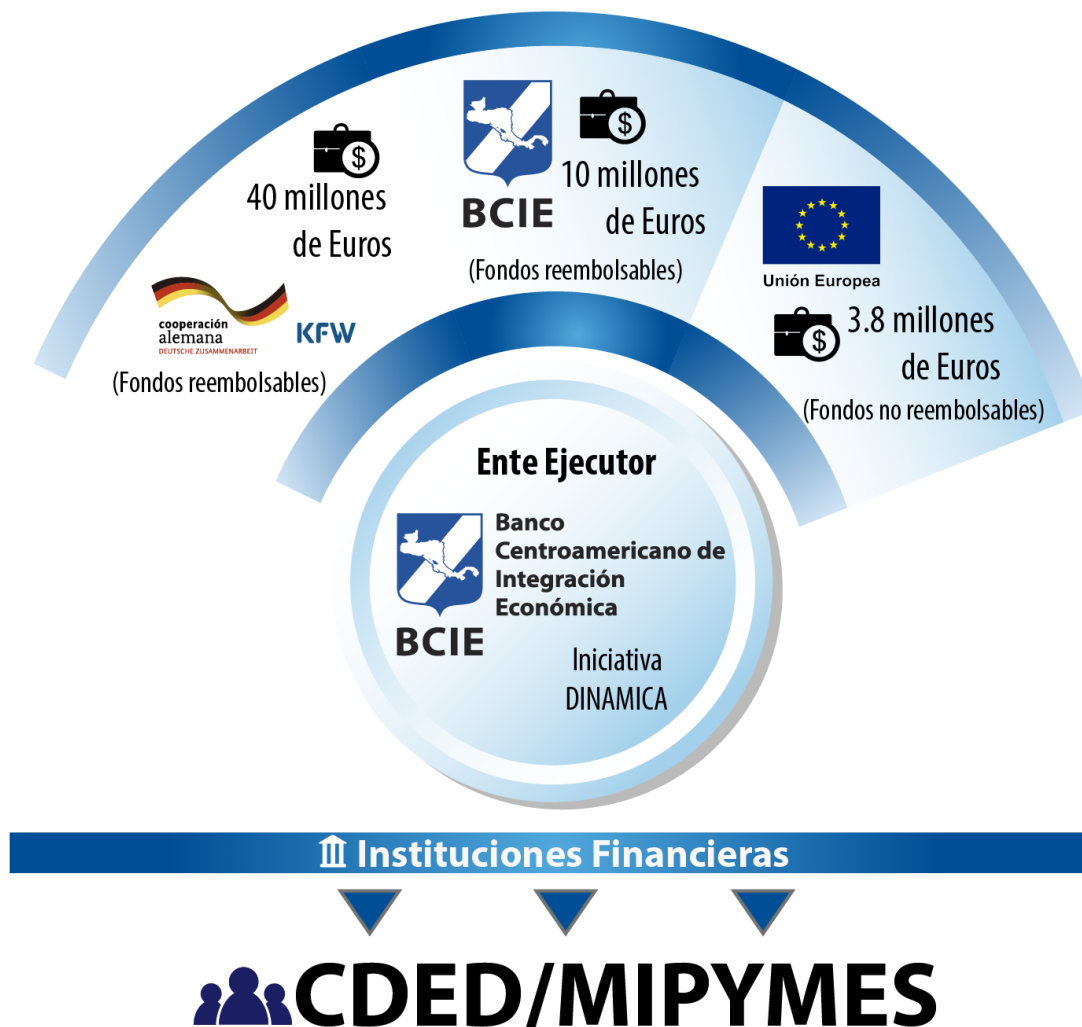 40 millones
de Euros
cooperación
alemana
DEUTSCHE ZUSAMMENARBEIT
KFW
(Fondos reembolsables)
BCIE
$
10 millones
de Euros
(Fondos reembolsables)
Unión Europea
$
3.8 millones
de Euros
(Fondos no reembolsables)
$
Ente Ejecutor
BCIE
Banco
Centroamericano de
Integración
Económica
Iniciativa
DINAMICA
Instituciones Financieras
CDED/MIPYMES